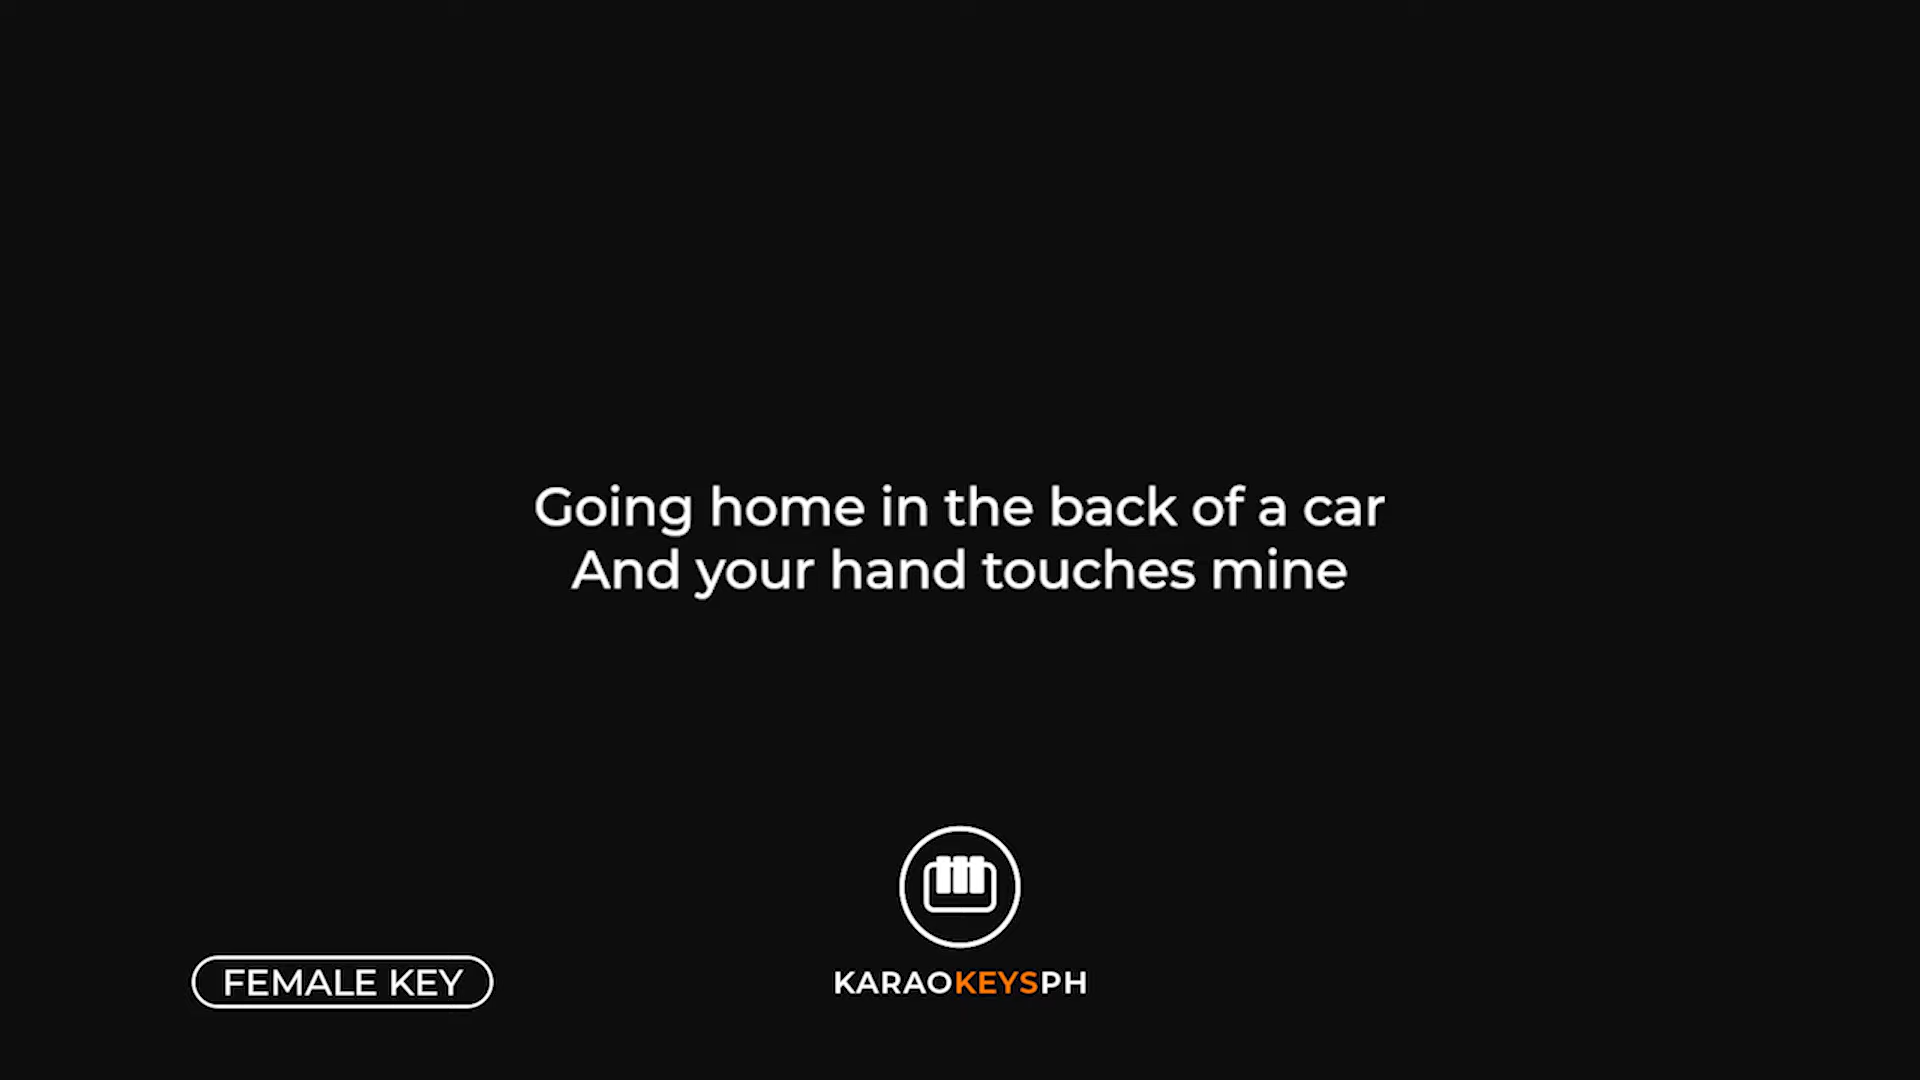 Going home in the back of a car
And your hand touches mine
FEMALE KEY
KARAOKEYSPH